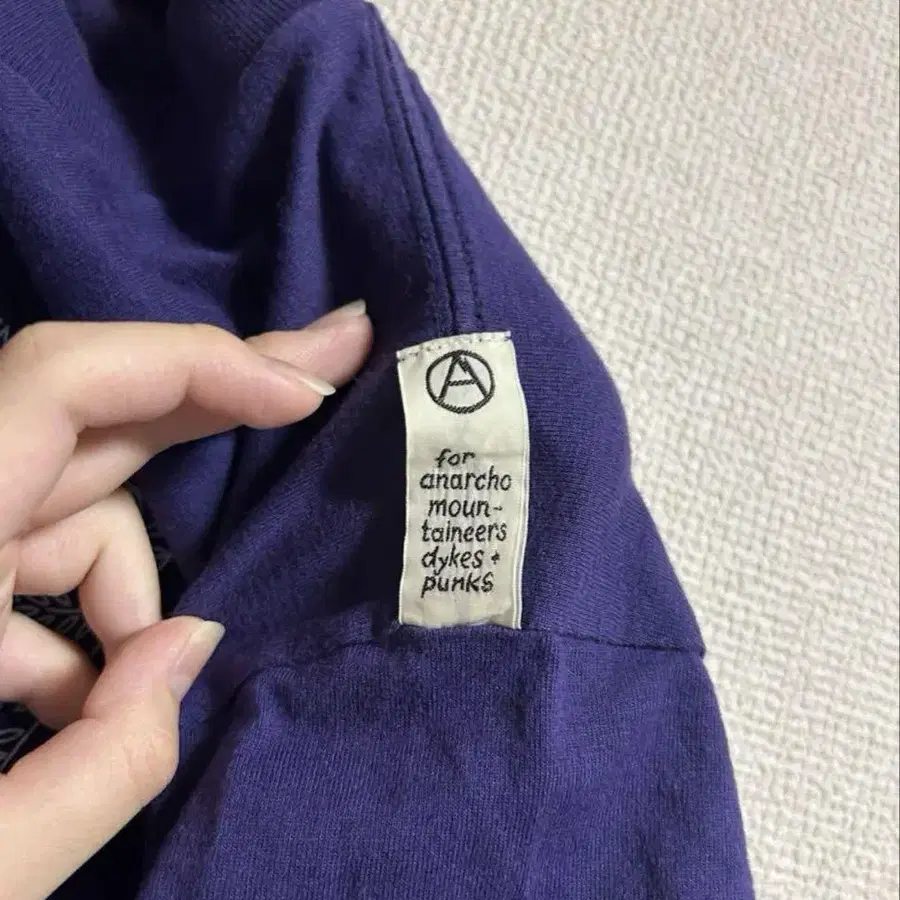 A
for
anarcho
moun-
taineers
dykes +
punks